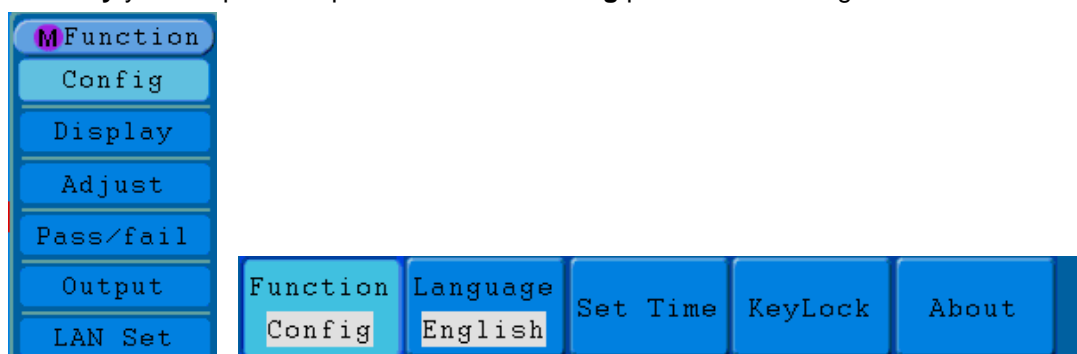 MFunction
Config
Display
Adjust
Pass/fail
Output
LAN Set
Function
Config
Language
English
Set Time
KeyLock
About